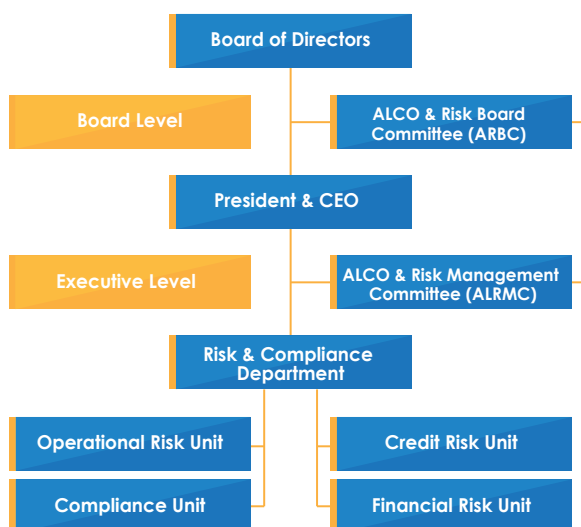 Board of Directors
Board Level
ALCO & Risk Board
Committee (ARBC)
President & CEO
Executive Level
ALCO & Risk Management
Committee (ALRMC)
Risk & Compliance
Department
Operational Risk Unit
Credit Risk Unit
Compliance Unit
Financial Risk Unit